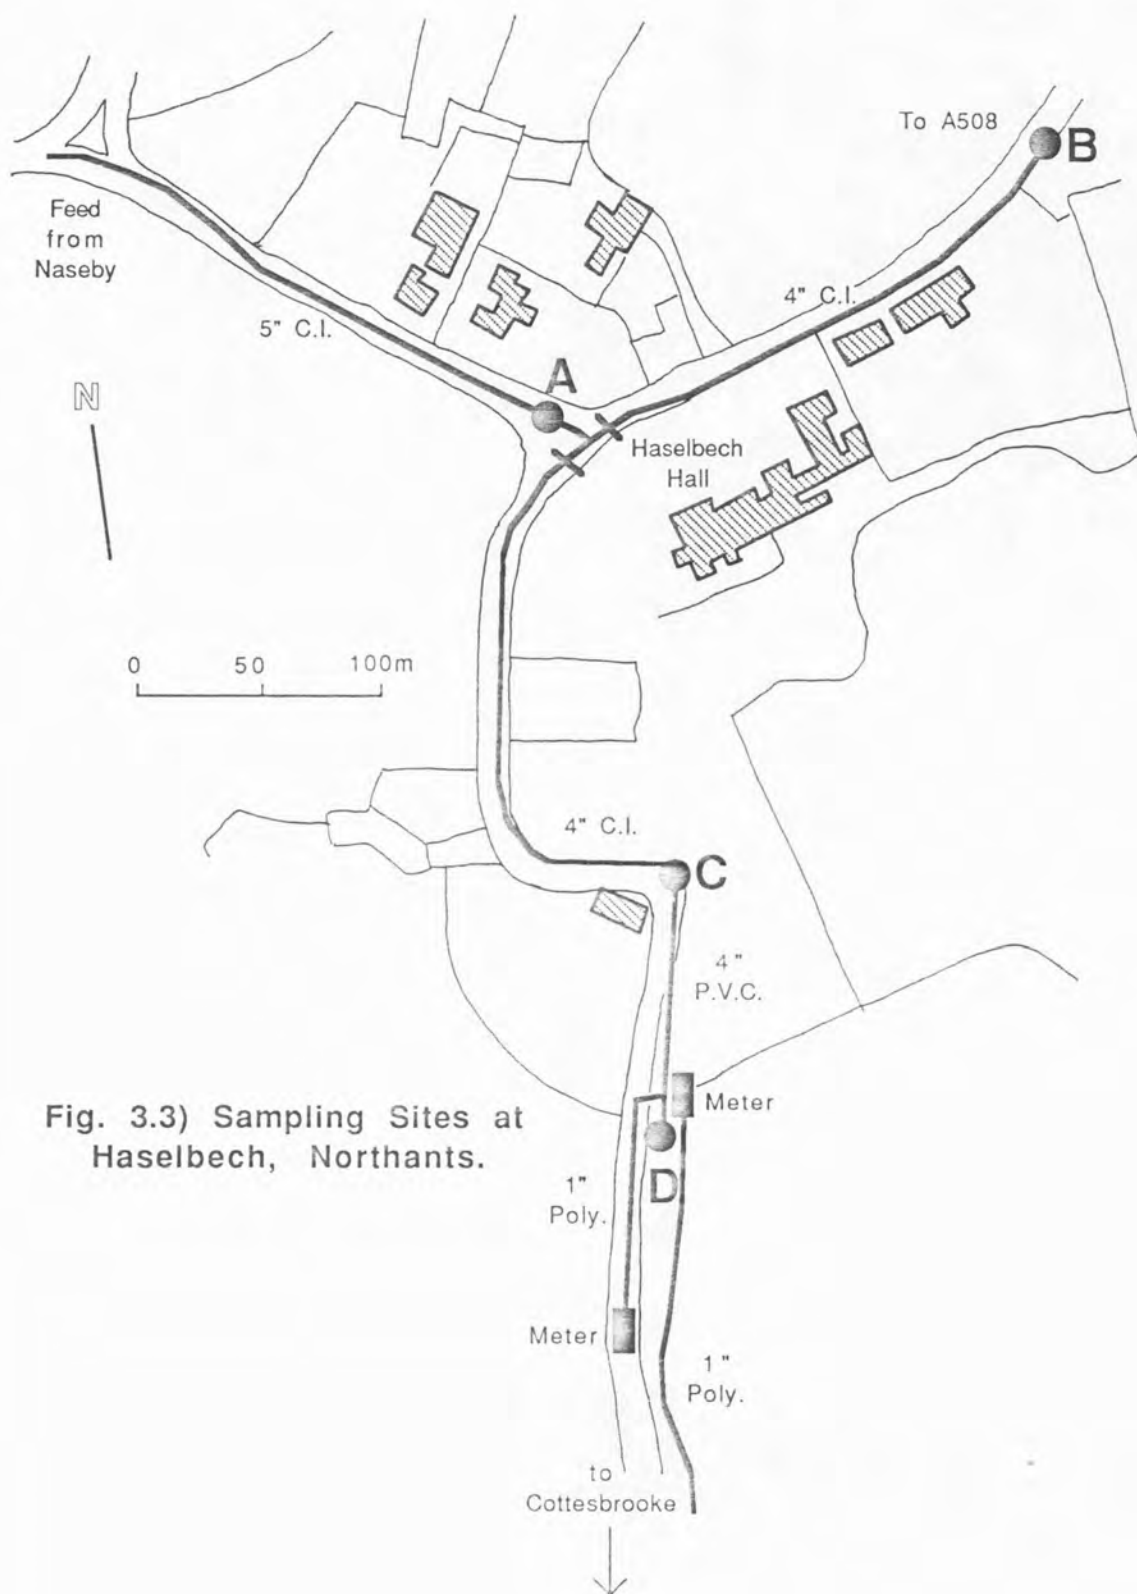 To A508
B
Feed
from
Naseby
4" C.I.
5" C.I.
A
N
Haselbech
Hall
0 50 100m
4" C.I.
C
4"
P.V.C.
Meter
Fig. 3.3) Sampling Sites at
Haselbech, Northants.
D
1"
Poly.
Meter
1"
Poly.
to
Cottesbrooke